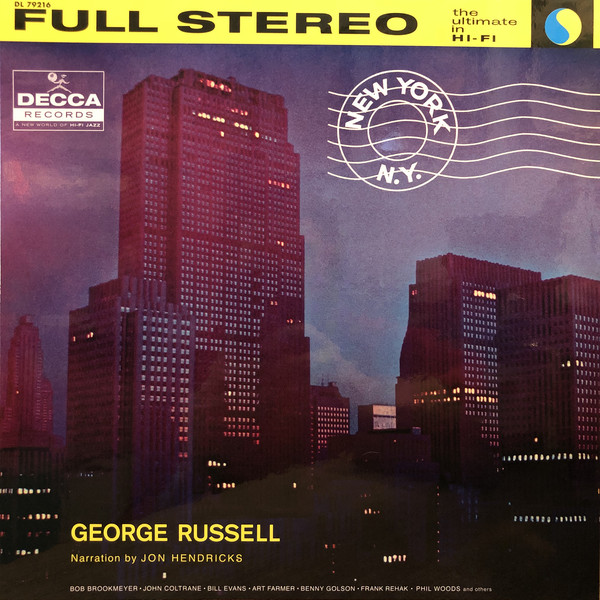 DL 79216
FULL STEREO
the
ultimate
in
HI-FI
DECCA
RECORDS
A NEW WORLD OF HI-FI JAZZ
NEW YORK
N.Y.
GEORGE RUSSELL
Narration by JON HENDRICKS
BOB BROOKMEYER • JOHN COLTRANE • BILL EVANS • ART FARMER • BENNY GOLSON • FRANK REHAK • PHIL WOODS and others